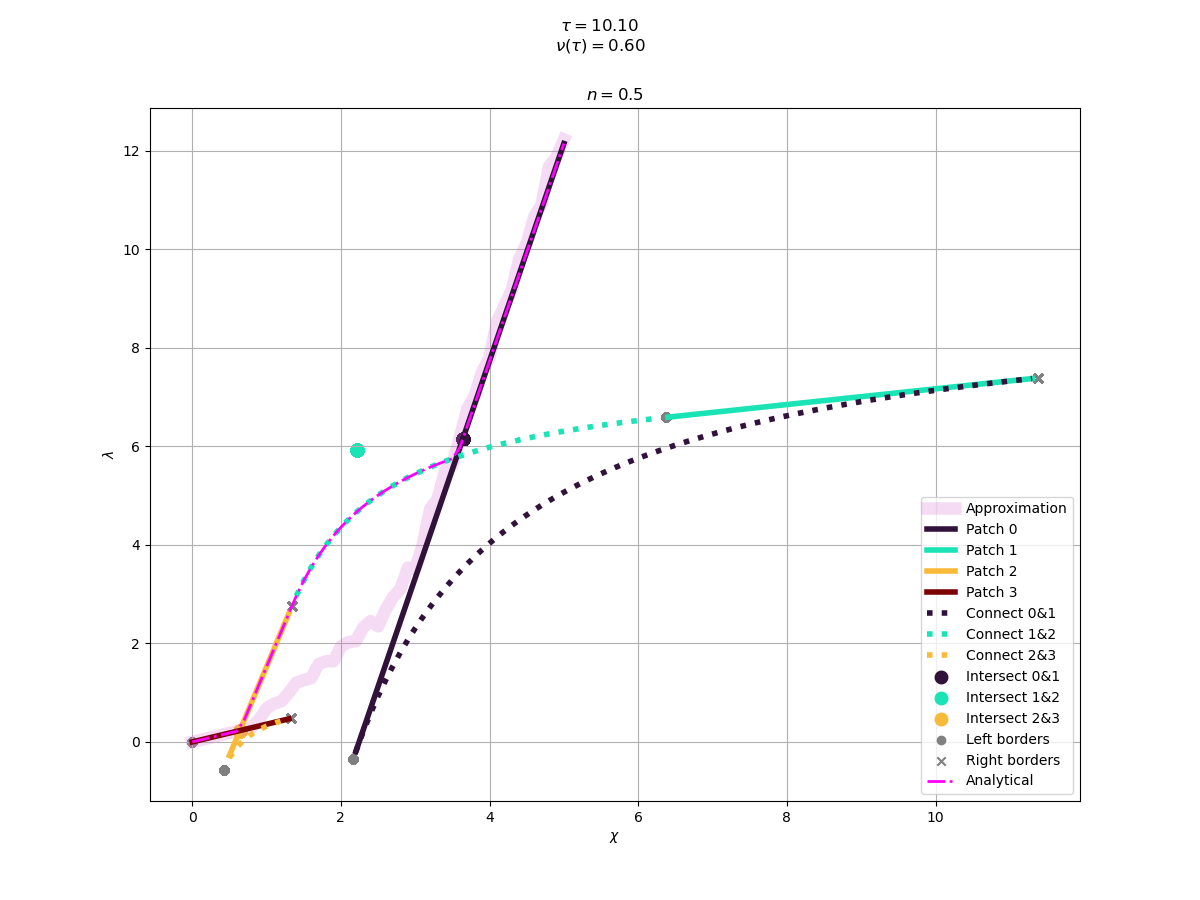 τ = 10.10
ν(τ) = 0.60
n = 0.5
λ
12
10
8
6
4
2
0
0 2 4 6 8 10
χ
Approximation
Patch 0
Patch 1
Patch 2
Patch 3
Connect 0&1
Connect 1&2
Connect 2&3
Intersect 0&1
Intersect 1&2
Intersect 2&3
Left borders
Right borders
Analytical